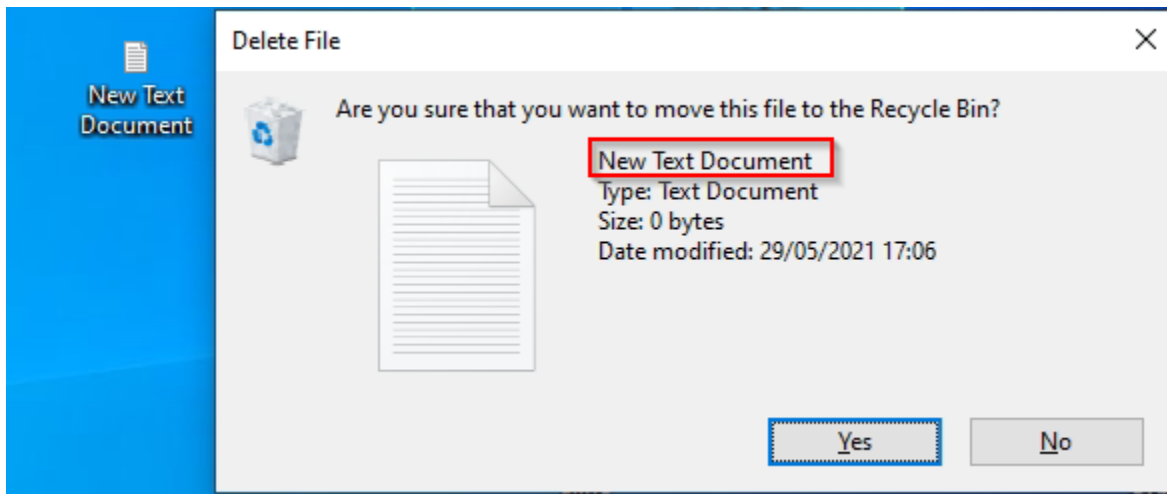 New Text
Document
Delete File
Are you sure that you want to move this file to the Recycle Bin?
New Text Document
Type: Text Document
Size: 0 bytes
Date modified: 29/05/2021 17:06
Yes
No